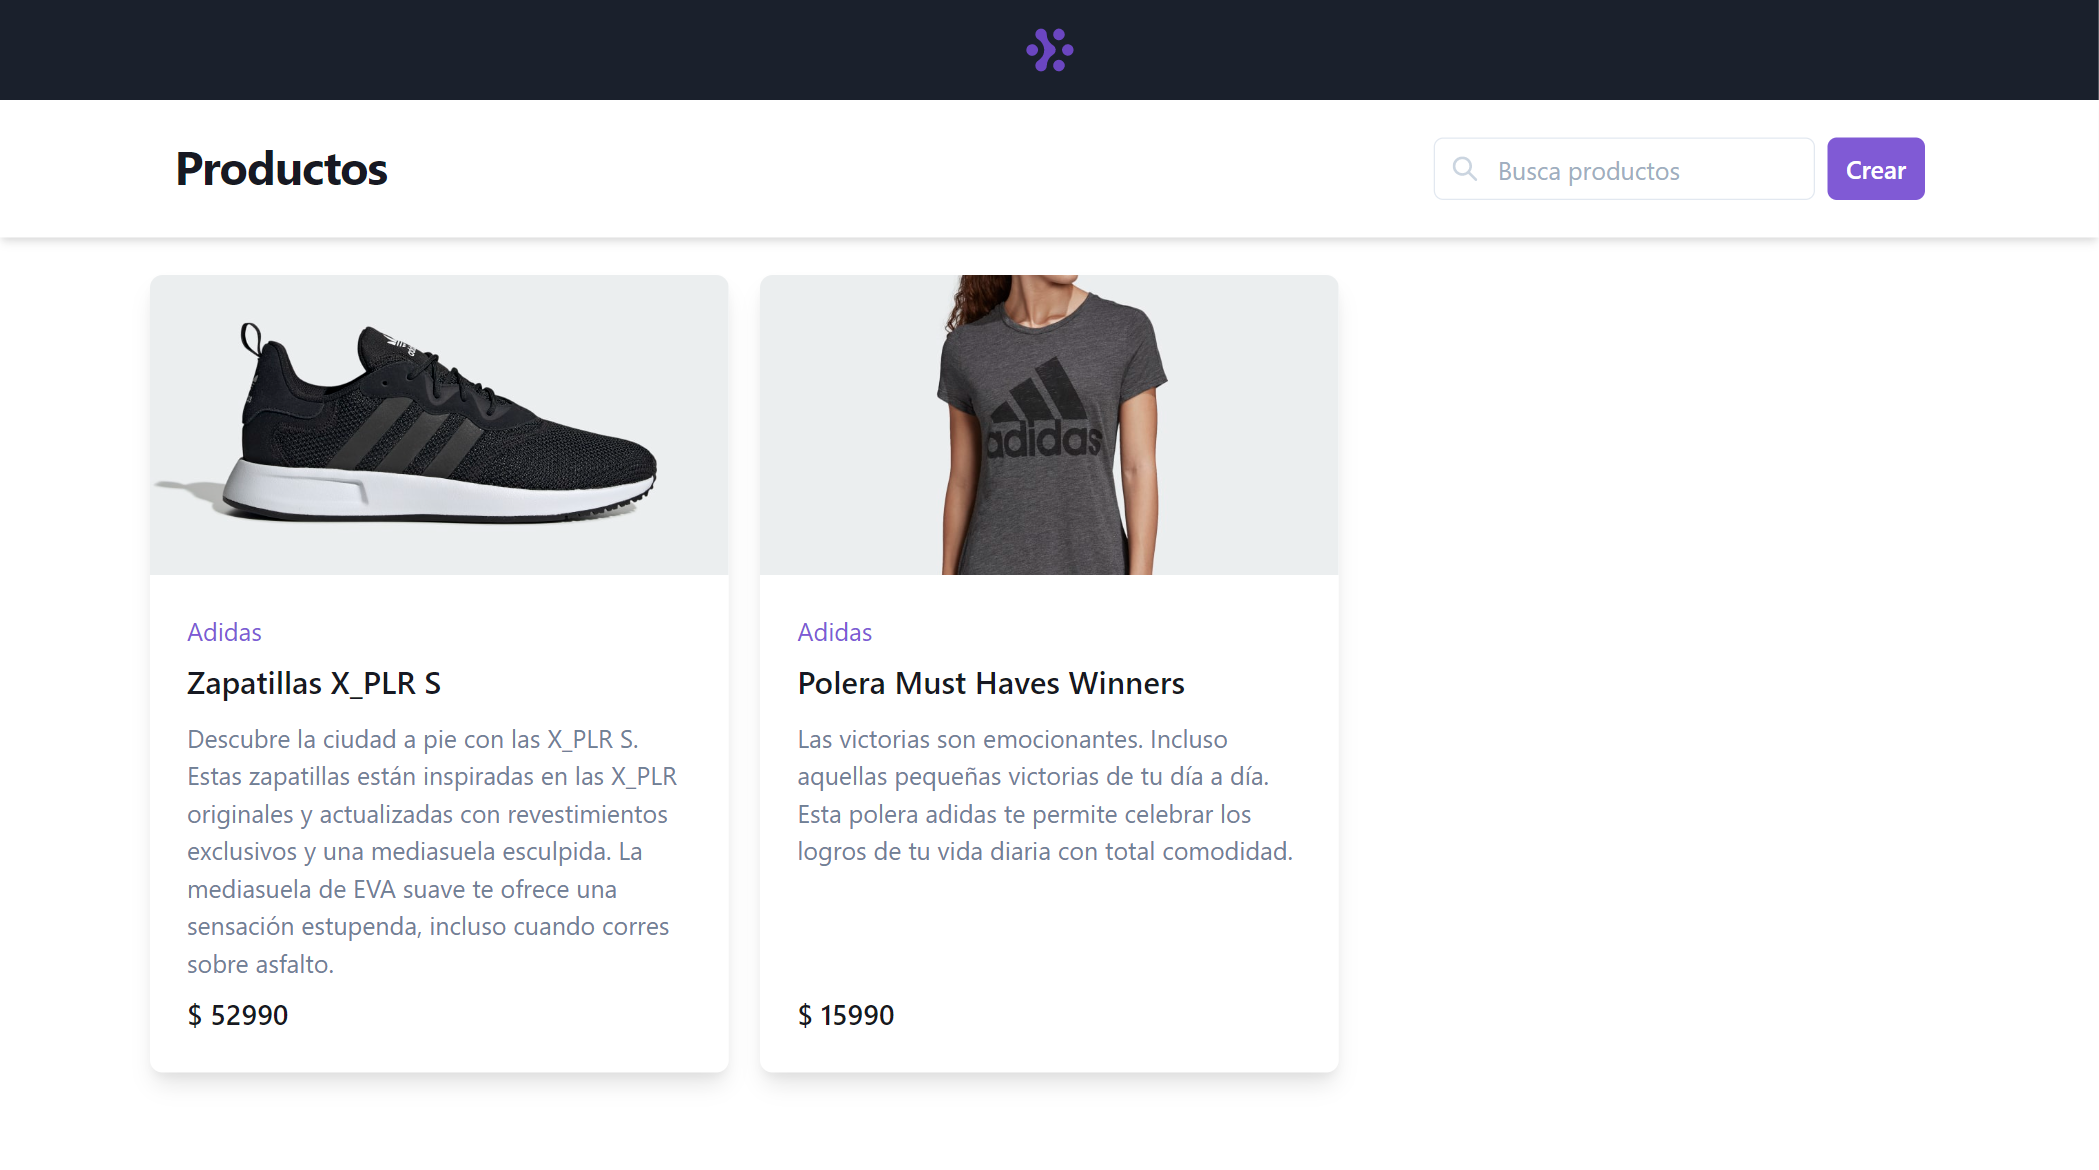 Productos
Busca productos
Crear
adidas
Adidas
Zapatillas X_PLR S
Descubre la ciudad a pie con las X_PLR S.
Estas zapatillas están inspiradas en las X_PLR
originales y actualizadas con revestimientos
exclusivos y una mediasuela esculpida. La
mediasuela de EVA suave te ofrece una
sensación estupenda, incluso cuando corres
sobre asfalto.
$ 52990
Adidas
Polera Must Haves Winners
Las victorias son emocionantes. Incluso
aquellas pequeñas victorias de tu día a día.
Esta polera adidas te permite celebrar los
logros de tu vida diaria con total comodidad.
$ 15990